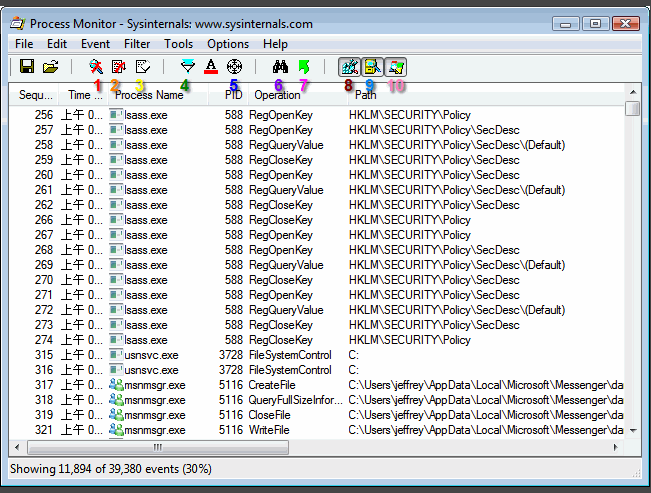 Process Monitor - Sysinternals: www.sysinternals.com
File Edit Event Filter Tools Options Help
1 2 3 4 5 6 7 8 9 10
Sequ... Time ... Process Name PID Operation Path
256 上午 0... lsass.exe 588 RegOpenKey HKLM\SECURITY\Policy
257 上午 0... lsass.exe 588 RegOpenKey HKLM\SECURITY\Policy\SecDesc
258 上午 0... lsass.exe 588 RegQueryValue HKLM\SECURITY\Policy\SecDesc\(Default)
259 上午 0... lsass.exe 588 RegCloseKey HKLM\SECURITY\Policy\SecDesc
260 上午 0... lsass.exe 588 RegOpenKey HKLM\SECURITY\Policy\SecDesc
261 上午 0... lsass.exe 588 RegQueryValue HKLM\SECURITY\Policy\SecDesc\(Default)
262 上午 0... lsass.exe 588 RegCloseKey HKLM\SECURITY\Policy\SecDesc
266 上午 0... lsass.exe 588 RegCloseKey HKLM\SECURITY\Policy
267 上午 0... lsass.exe 588 RegOpenKey HKLM\SECURITY\Policy
268 上午 0... lsass.exe 588 RegOpenKey HKLM\SECURITY\Policy\SecDesc
269 上午 0... lsass.exe 588 RegQueryValue HKLM\SECURITY\Policy\SecDesc\(Default)
270 上午 0... lsass.exe 588 RegCloseKey HKLM\SECURITY\Policy\SecDesc
271 上午 0... lsass.exe 588 RegOpenKey HKLM\SECURITY\Policy\SecDesc
272 上午 0... lsass.exe 588 RegQueryValue HKLM\SECURITY\Policy\SecDesc\(Default)
273 上午 0... lsass.exe 588 RegCloseKey HKLM\SECURITY\Policy\SecDesc
274 上午 0... lsass.exe 588 RegCloseKey HKLM\SECURITY\Policy
315 上午 0... usnsvc.exe 3728 FileSystemControl C:
316 上午 0... usnsvc.exe 3728 FileSystemControl C:
317 上午 0... msnmsgr.exe 5116 CreateFile C:\Users\jeffrey\AppData\Local\Microsoft\Messenger\da
318 上午 0... msnmsgr.exe 5116 QueryFullSizeInfor... C:\Users\jeffrey\AppData\Local\Microsoft\Messenger\da
319 上午 0... msnmsgr.exe 5116 CloseFile C:\Users\jeffrey\AppData\Local\Microsoft\Messenger\da
321 上午 0... msnmsgr.exe 5116 WriteFile C:\Users\jeffrey\AppData\Local\Microsoft\Messenger\da
Showing 11,894 of 39,380 events (30%)